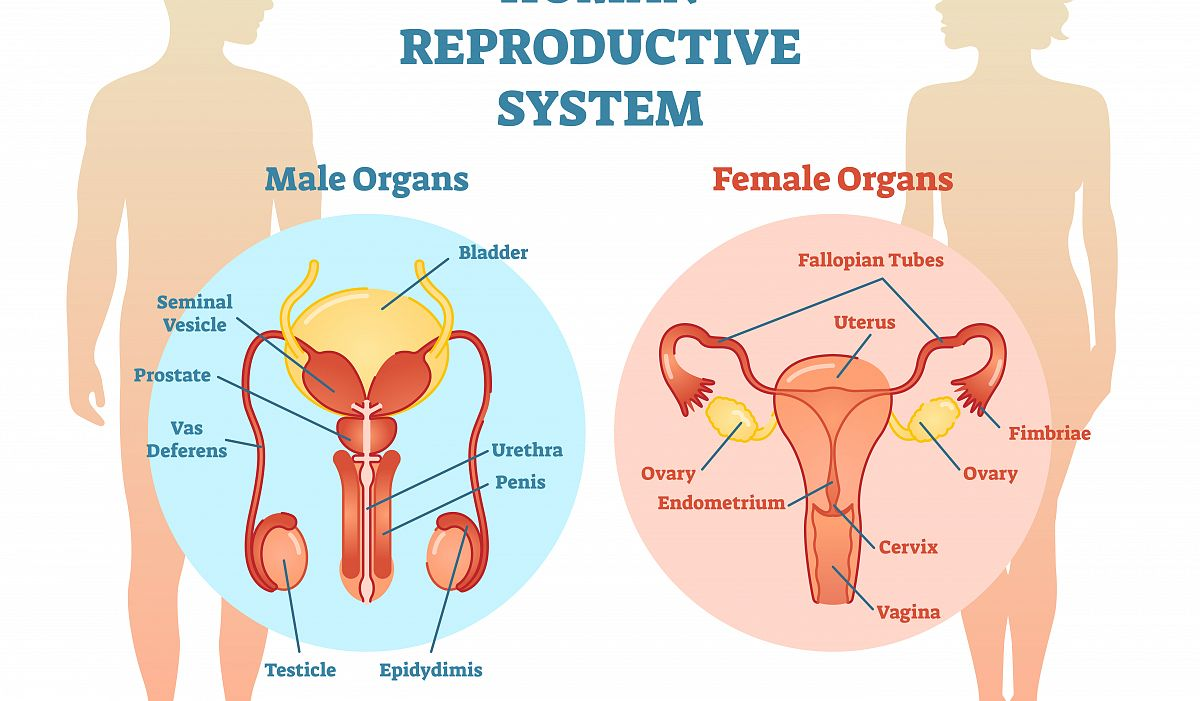 HUMAN
REPRODUCTIVE
SYSTEM
Male Organs
Bladder
Seminal
Vesicle
Prostate
Vas
Deferens
Urethra
Penis
Testicle
Epidydimis
Female Organs
Fallopian Tubes
Uterus
Fimbriae
Ovary
Ovary
Endometrium
Cervix
Vagina